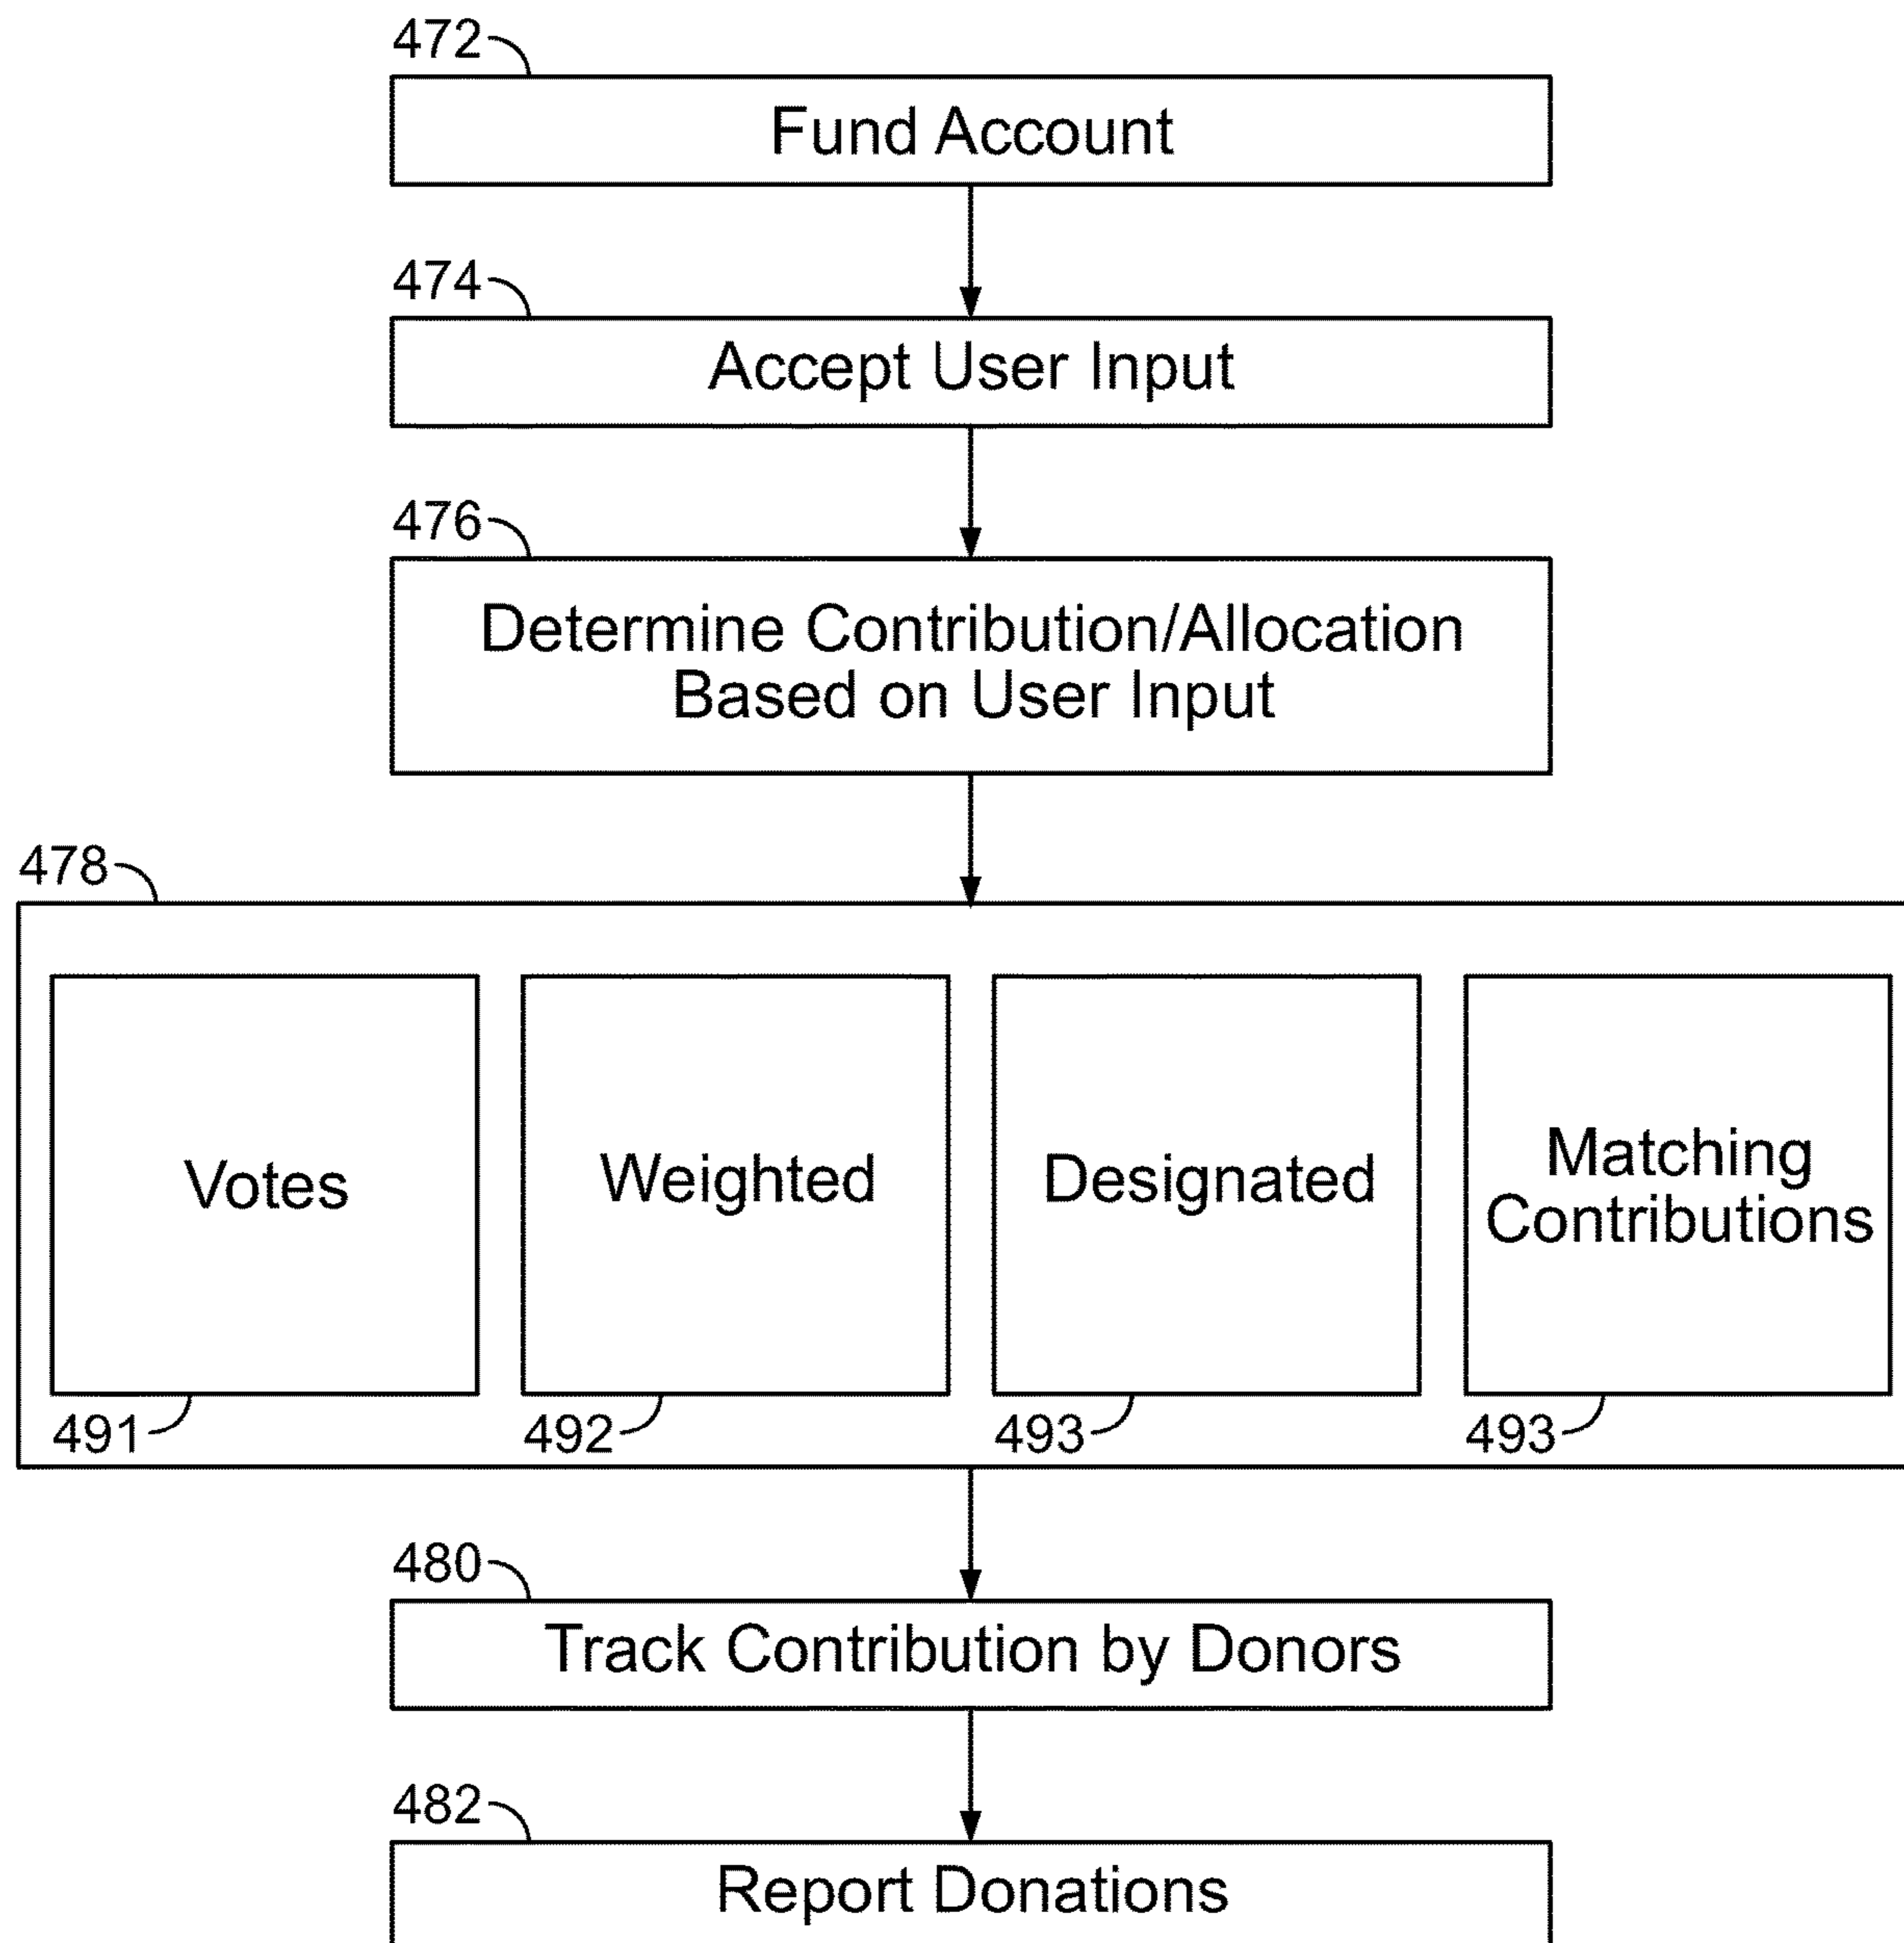 472
Fund Account
474
Accept User Input
476
Determine Contribution/Allocation
Based on User Input
478
Votes
Weighted
Designated
Matching
Contributions
491
492
493
493
480
Track Contribution by Donors
482
Report Donations